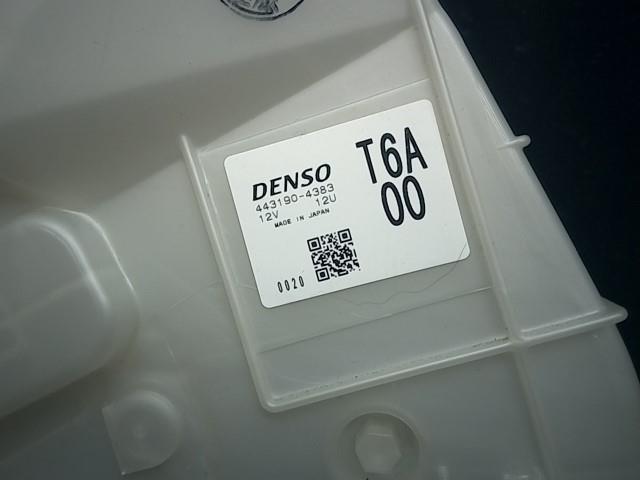 DENSO
443190-4383
12V 12U
MADE IN JAPAN
T6A
00
0020